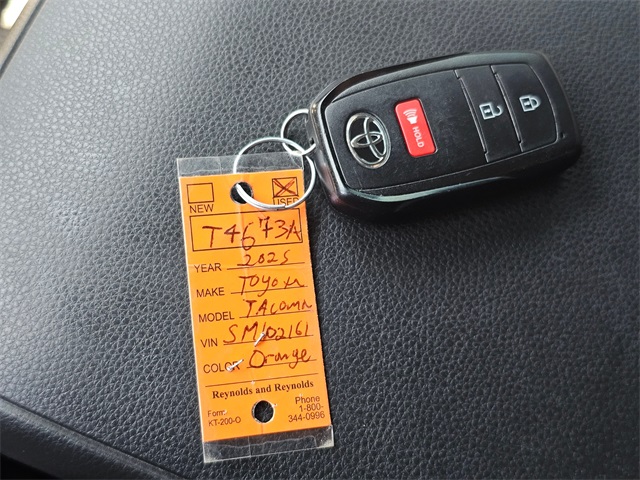 HOLD
NEW
USED
T4673A
YEAR 2025
MAKE Toyota
MODEL TACOMA
VIN SM102161
COLOR Orange
Reynolds and Reynolds
Form: KT-200-O
Phone 1-800-344-0996